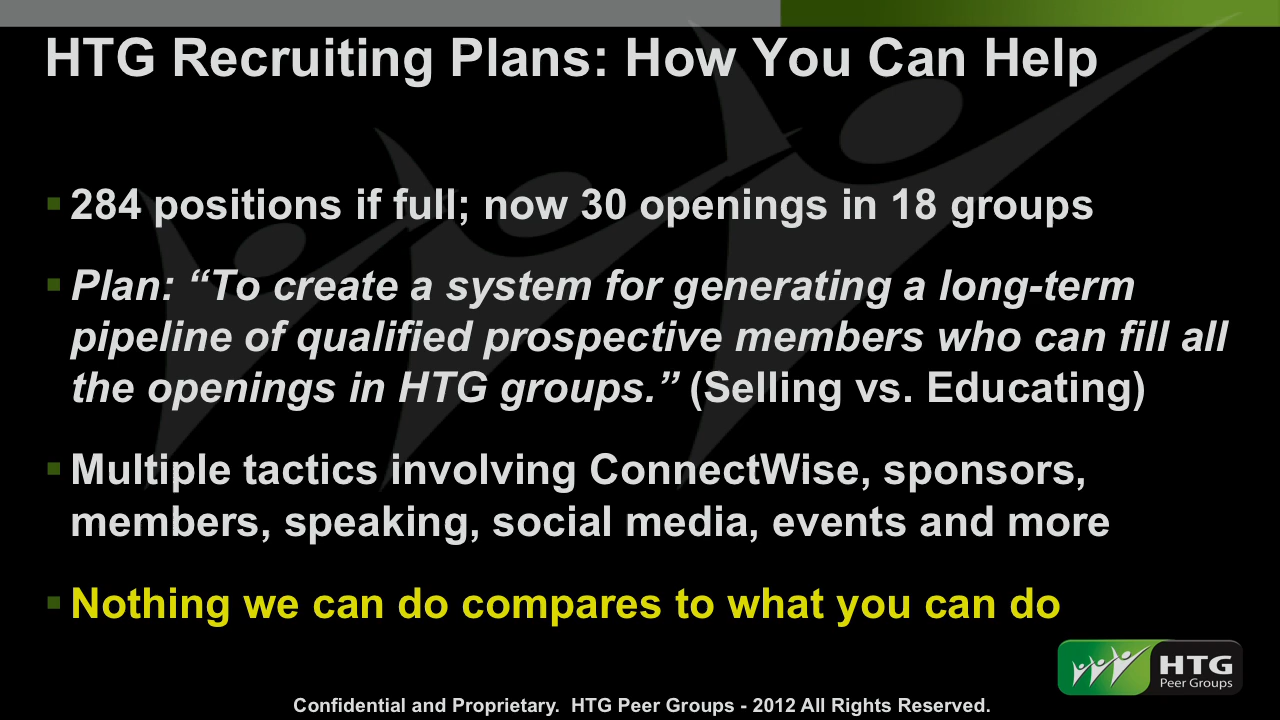 HTG Recruiting Plans: How You Can Help
▪ 284 positions if full; now 30 openings in 18 groups
▪ Plan: “To create a system for generating a long-term
pipeline of qualified prospective members who can fill all
the openings in HTG groups.” (Selling vs. Educating)
▪ Multiple tactics involving ConnectWise, sponsors,
members, speaking, social media, events and more
▪ Nothing we can do compares to what you can do
HTG
Peer Groups
Confidential and Proprietary.  HTG Peer Groups - 2012 All Rights Reserved.